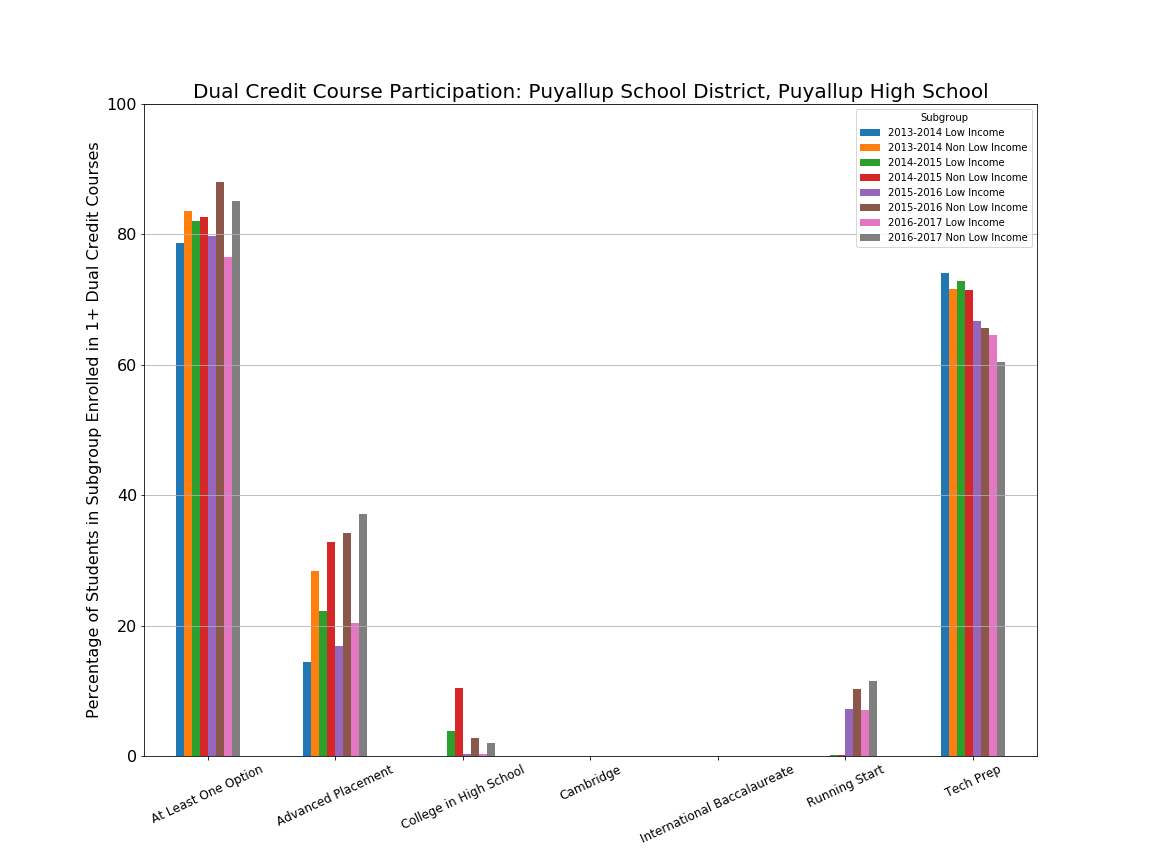 Dual Credit Course Participation: Puyallup School District, Puyallup High School
Percentage of Students in Subgroup Enrolled in 1+ Dual Credit Courses
100
80
60
40
20
0
Subgroup
2013-2014 Low Income
2013-2014 Non Low Income
2014-2015 Low Income
2014-2015 Non Low Income
2015-2016 Low Income
2015-2016 Non Low Income
2016-2017 Low Income
2016-2017 Non Low Income
At Least One Option
Advanced Placement
College in High School
Cambridge
International Baccalaureate
Running Start
Tech Prep